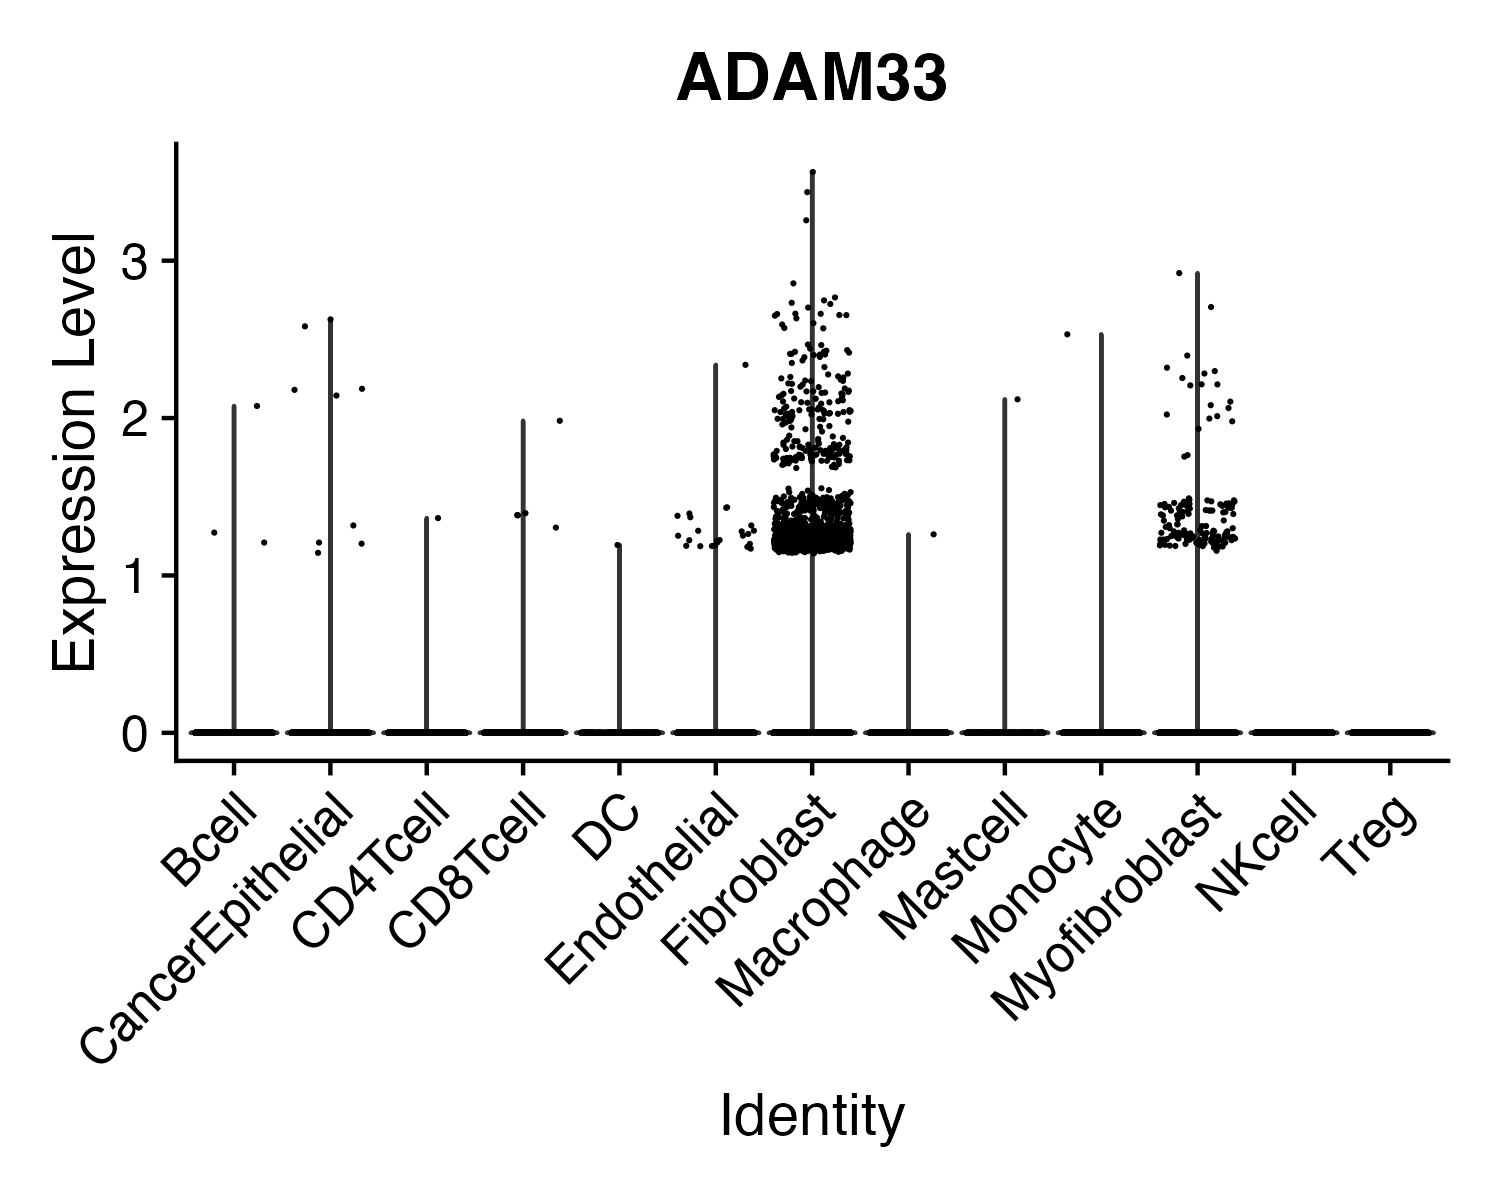 ADAM33
Expression Level
3
2
1
0
Bcell
CancerEpithelial
CD4Tcell
CD8Tcell
DC
Endothelial
Fibroblast
Macrophage
Mastcell
Monocyte
Myofibroblast
NKcell
Treg
Identity